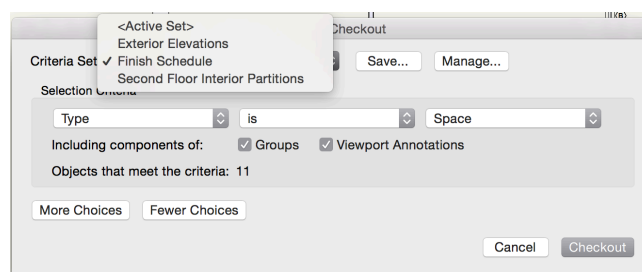 <Active Set>
Checkout
Exterior Elevations
Criteria Set ✓ Finish Schedule Save... Manage...
Second Floor Interior Partitions
Selection Criteria
Type is Space
Including components of: Groups Viewport Annotations
Objects that meet the criteria: 11
More Choices Fewer Choices
Cancel Checkout